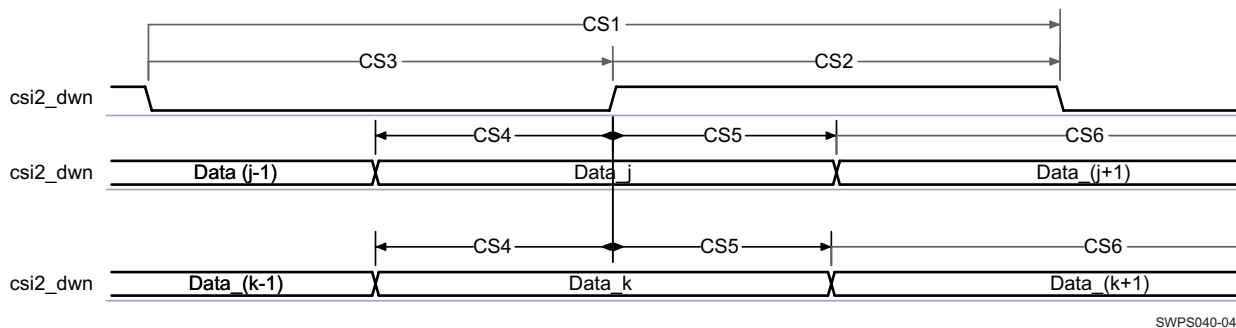 CS1
CS3 CS2
csi2_dwn
CS4 CS5 CS6
csi2_dwn Data (j-1) Data_j Data_(j+1)
CS4 CS5 CS6
csi2_dwn Data_(k-1) Data_k Data_(k+1)
SWPS040-04